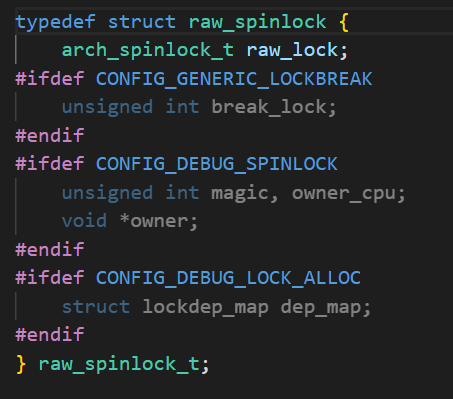 typedef struct raw_spinlock {
    arch_spinlock_t raw_lock;
#ifdef CONFIG_GENERIC_LOCKBREAK
    unsigned int break_lock;
#endif
#ifdef CONFIG_DEBUG_SPINLOCK
    unsigned int magic, owner_cpu;
    void *owner;
#endif
#ifdef CONFIG_DEBUG_LOCK_ALLOC
    struct lockdep_map dep_map;
#endif
} raw_spinlock_t;